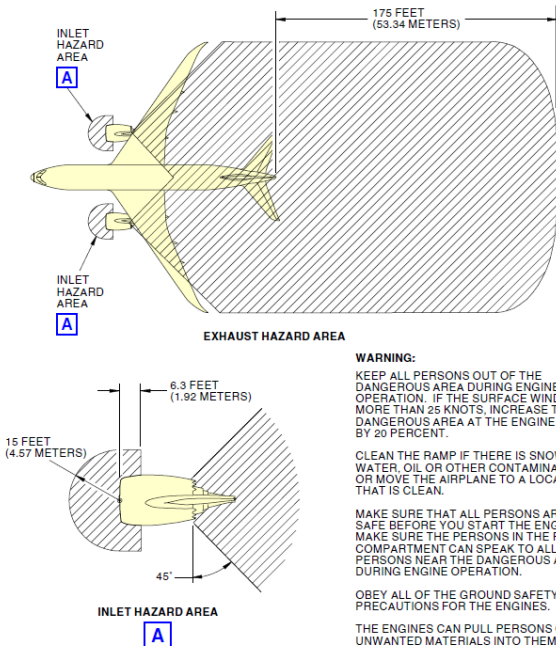 175 FEET
(53.34 METERS)
INLET
HAZARD
AREA
A
INLET
HAZARD
AREA
A
EXHAUST HAZARD AREA
6.3 FEET
(1.92 METERS)
15 FEET
(4.57 METERS)
45°
INLET HAZARD AREA
A
WARNING:
KEEP ALL PERSONS OUT OF THE
DANGEROUS AREA DURING ENGINE
OPERATION. IF THE SURFACE WIND
MORE THAN 25 KNOTS, INCREASE T
DANGEROUS AREA AT THE ENGINE
BY 20 PERCENT.
CLEAN THE RAMP IF THERE IS SNOW
WATER, OIL OR OTHER CONTAMINA
OR MOVE THE AIRPLANE TO A LOCA
THAT IS CLEAN.
MAKE SURE THAT ALL PERSONS AR
SAFE BEFORE YOU START THE ENG
MAKE SURE THE PERSONS IN THE F
COMPARTMENT CAN SPEAK TO ALL
PERSONS NEAR THE DANGEROUS A
DURING ENGINE OPERATION.
OBEY ALL OF THE GROUND SAFETY
PRECAUTIONS FOR THE ENGINES.
THE ENGINES CAN PULL PERSONS
UNWANTED MATERIALS INTO THEM